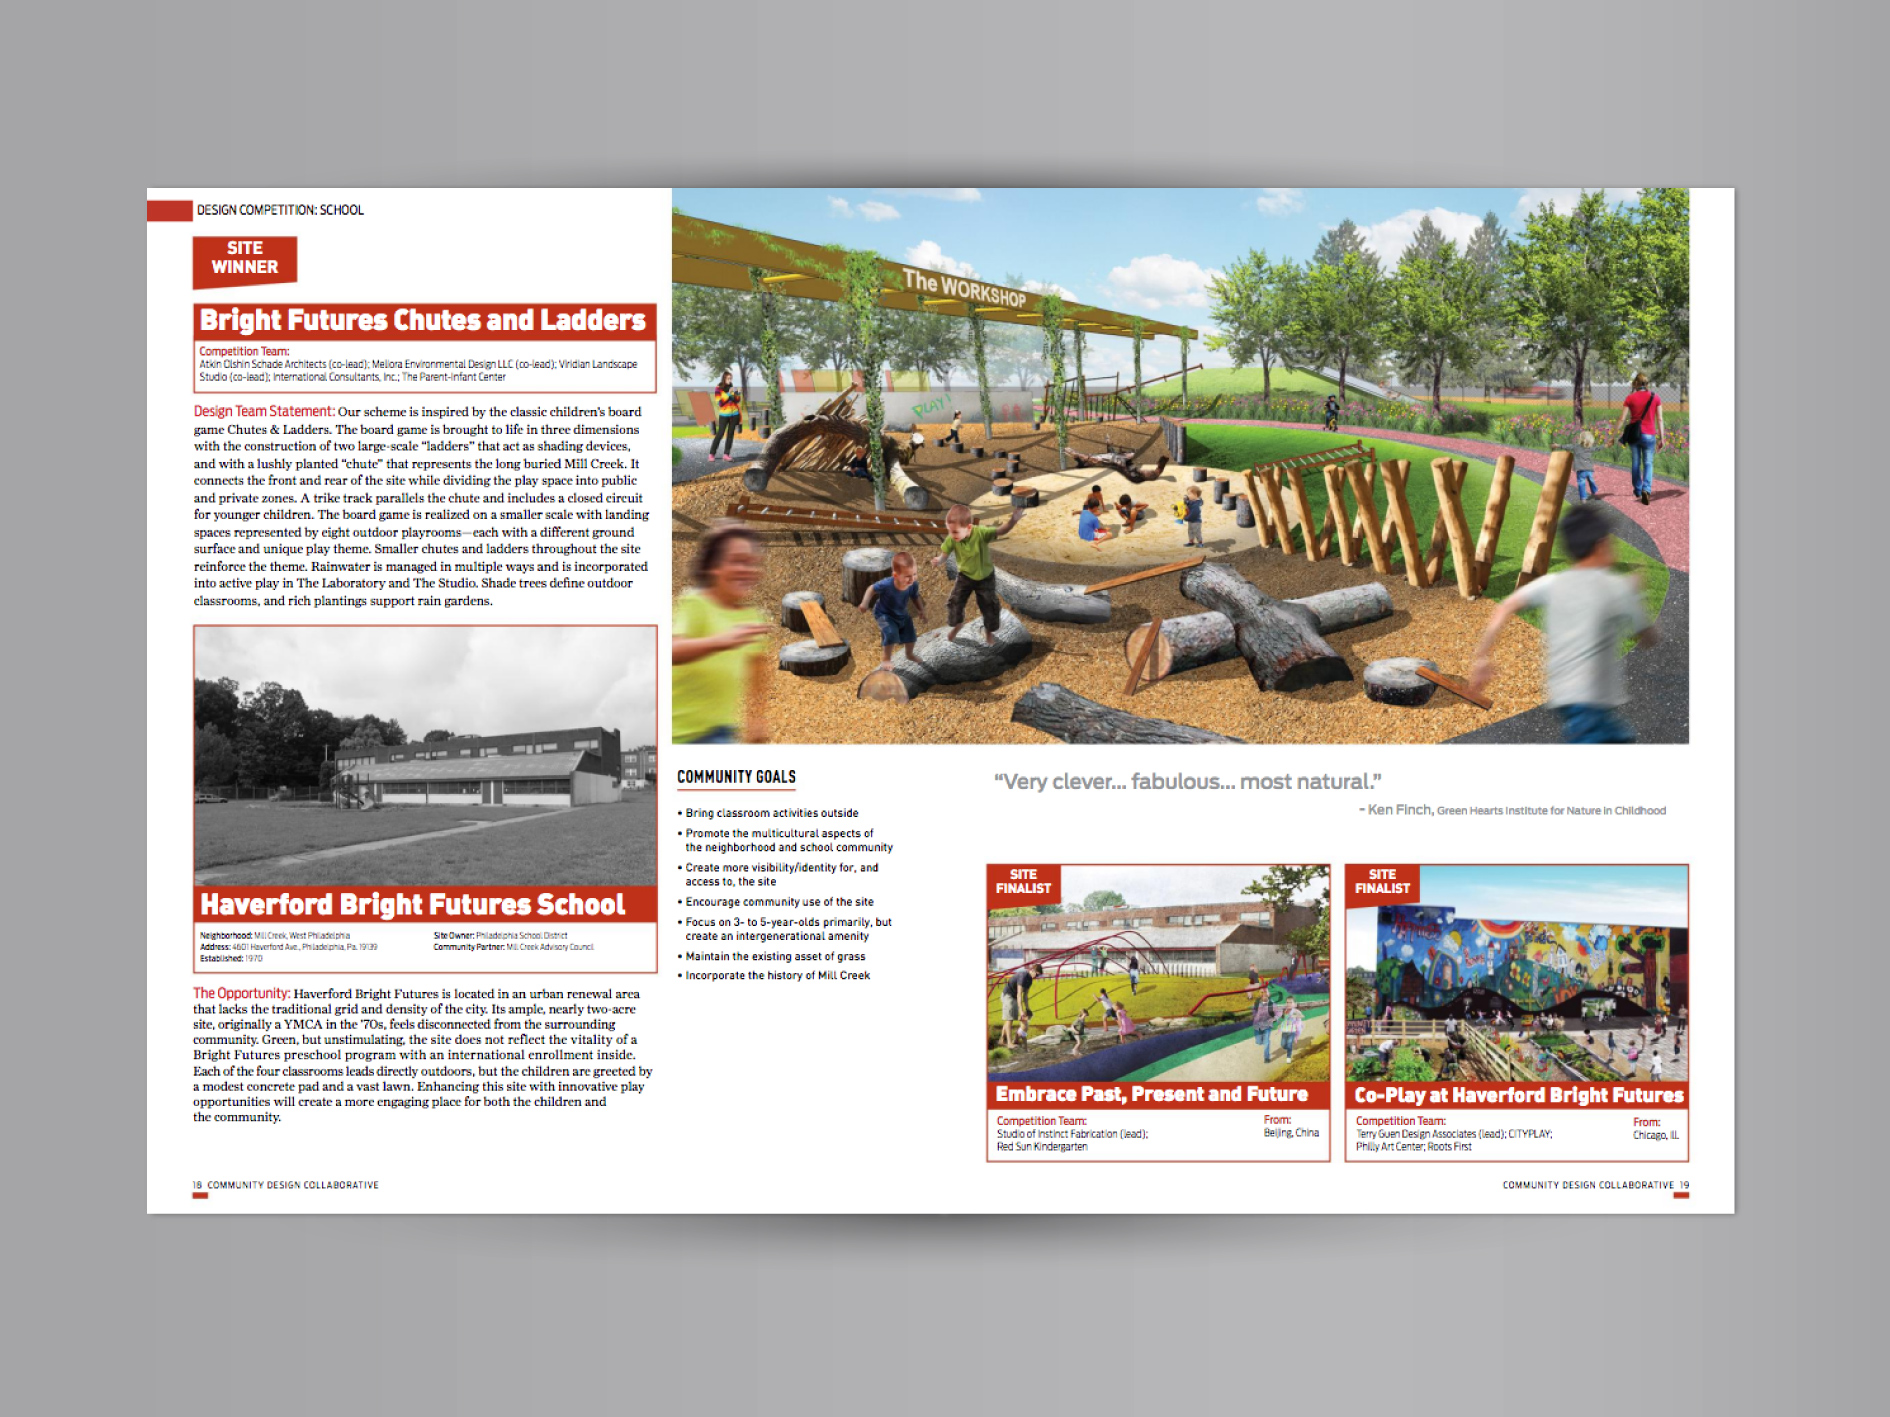 DESIGN COMPETITION: SCHOOL
SITE
WINNER
Bright Futures Chutes and Ladders
Competition Team:
Atkin Olshin Schade Architects (co-lead); Meliora Environmental Design LLC (co-lead); Viridian Landscape
Studio (co-lead); International Consultants, Inc.; The Parent-Infant Center
Design Team Statement: Our scheme is inspired by the classic children's board
game Chutes & Ladders. The board game is brought to life in three dimensions
with the construction of two large-scale "ladders" that act as shading devices,
and with a lushly planted "chute" that represents the long buried Mill Creek. It
connects the front and rear of the site while dividing the play space into public
and private zones. A trike track parallels the chute and includes a closed circuit
for younger children. The board game is realized on a smaller scale with landing
spaces represented by eight outdoor playrooms—each with a different ground
surface and unique play theme. Smaller chutes and ladders throughout the site
reinforce the theme. Rainwater is managed in multiple ways and is incorporated
into active play in The Laboratory and The Studio. Shade trees define outdoor
classrooms, and rich plantings support rain gardens.
Haverford Bright Futures School
Neighborhood: Mill Creek, West Philadelphia
Address: 4601 Haverford Ave., Philadelphia, Pa. 19139
Established: 1970
Site Owner: Philadelphia School District
Community Partner: Mill Creek Advisory Council
The Opportunity: Haverford Bright Futures is located in an urban renewal area
that lacks the traditional grid and density of the city. Its ample, nearly two-acre
site, originally a YMCA in the '70s, feels disconnected from the surrounding
community. Green, but unstimulating, the site does not reflect the vitality of a
Bright Futures preschool program with an international enrollment inside.
Each of the four classrooms leads directly outdoors, but the children are greeted by
a modest concrete pad and a vast lawn. Enhancing this site with innovative play
opportunities will create a more engaging place for both the children and
the community.
18 COMMUNITY DESIGN COLLABORATIVE
The WORKSHOP
PLAY!
COMMUNITY GOALS
• Bring classroom activities outside
• Promote the multicultural aspects of
the neighborhood and school community
• Create more visibility/identity for, and
access to, the site
• Encourage community use of the site
• Focus on 3- to 5-year-olds primarily, but
create an intergenerational amenity
• Maintain the existing asset of grass
• Incorporate the history of Mill Creek
"Very clever... fabulous... most natural."
- Ken Finch, Green Hearts Institute for Nature in Childhood
SITE
FINALIST
Embrace Past, Present and Future
Competition Team:
Studio of Instinct Fabrication (lead);
Red Sun Kindergarten
From:
Beijing, China
SITE
FINALIST
Co-Play at Haverford Bright Futures
Competition Team:
Terry Guen Design Associates (lead); CITYPLAY;
Philly Art Center; Roots First
From:
Chicago, Ill.
COMMUNITY DESIGN COLLABORATIVE 19